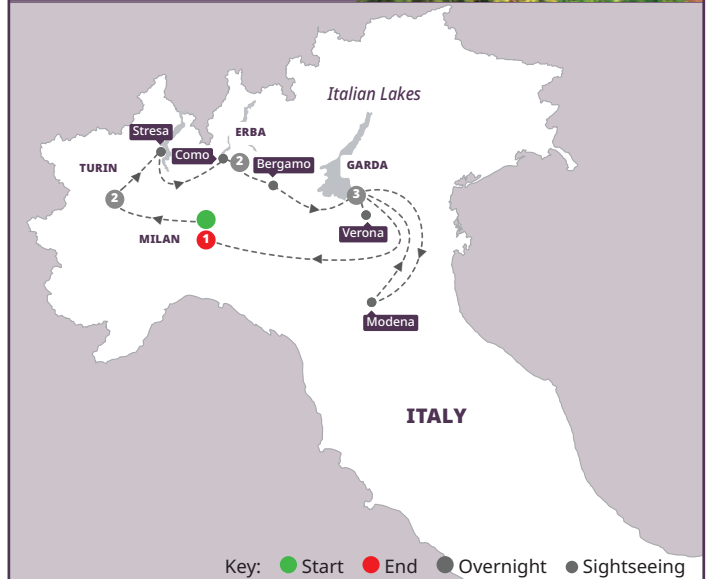 Italian Lakes
Stresa
ERBA
Como
2
Bergamo
TURIN
GARDA
2
3
Verona
MILAN
1
Modena
ITALY
Key: Start End Overnight Sightseeing